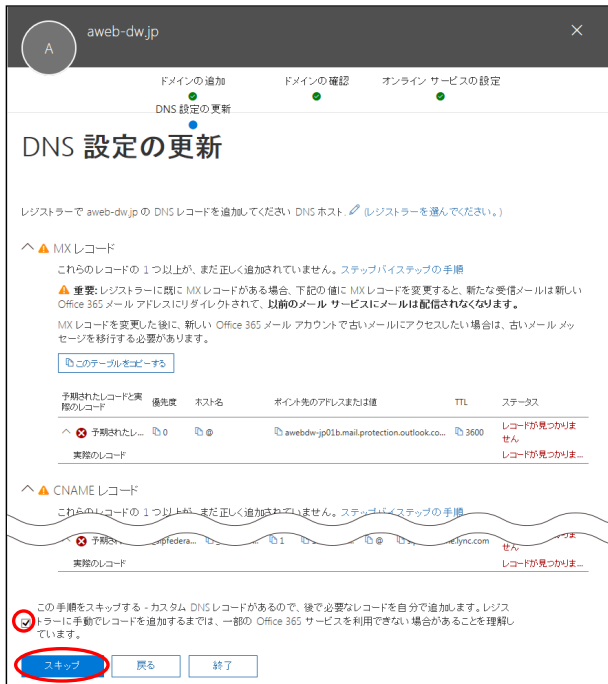 aweb-dw.jp
A
ドメインの追加
ドメインの確認
オンライン サービスの設定
DNS 設定の更新
DNS 設定の更新
レジストラーで aweb-dw.jp の DNS レコードを追加してください DNS ホスト. (レジストラーを選んでください。)
MX レコード
これらのレコードの 1 つ以上が、まだ正しく追加されていません。ステップバイステップの手順
重要: レジストラーに既に MX レコードがある場合、下記の値に MX レコードを変更すると、新たな受信メールは新しい
Office 365 メール アドレスにリダイレクトされて、以前のメール サービスにメールは配信されなくなります。
MX レコードを変更した後に、新しい Office 365 メール アカウントで古いメールにアクセスしたい場合は、古いメール メッ
セージを移行する必要があります。
このテーブルをコピーする
予期されたレコードと実
際のレコード
優先度
ホスト名
ポイント先のアドレスまたは値
TTL
ステータス
予期されたレ...
0
@
awebdw-jp01b.mail.protection.outlook.co...
3600
レコードが見つかりま
せん
実際のレコード
レコードが見つかりま...
CNAME レコード
これらのレコードの 1 つ以上が、まだ正しく追加されていません。ステップバイステップの手順
1
@
せん
実際のレコード
レコードが見つかりま...
この手順をスキップする - カスタム DNS レコードがあるので、後で必要なレコードを自分で追加します。レジス
トラーに手動でレコードを追加するまでは、一部の Office 365 サービスを利用できない場合があることを理解し
ています。
スキップ
戻る
終了